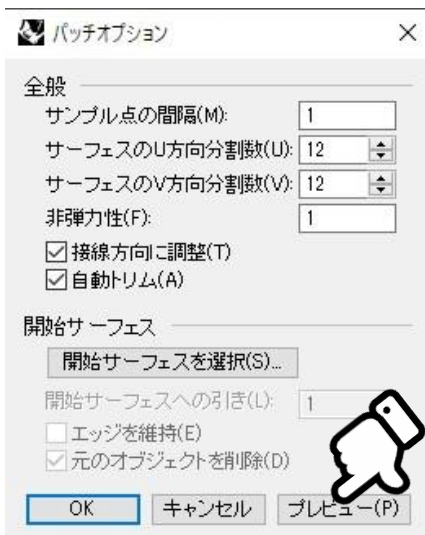 パッチオプション
全般
サンプル点の間隔(M): 1
サーフェスのU方向分割数(U): 12
サーフェスのV方向分割数(V): 12
非弾力性(F): 1
接線方向に調整(T)
自動トリム(A)
開始サーフェス
開始サーフェスを選択(S)...
開始サーフェスへの引き(L): 1
エッジを維持(E)
元のオブジェクトを削除(D)
OK キャンセル プレビュー(P)